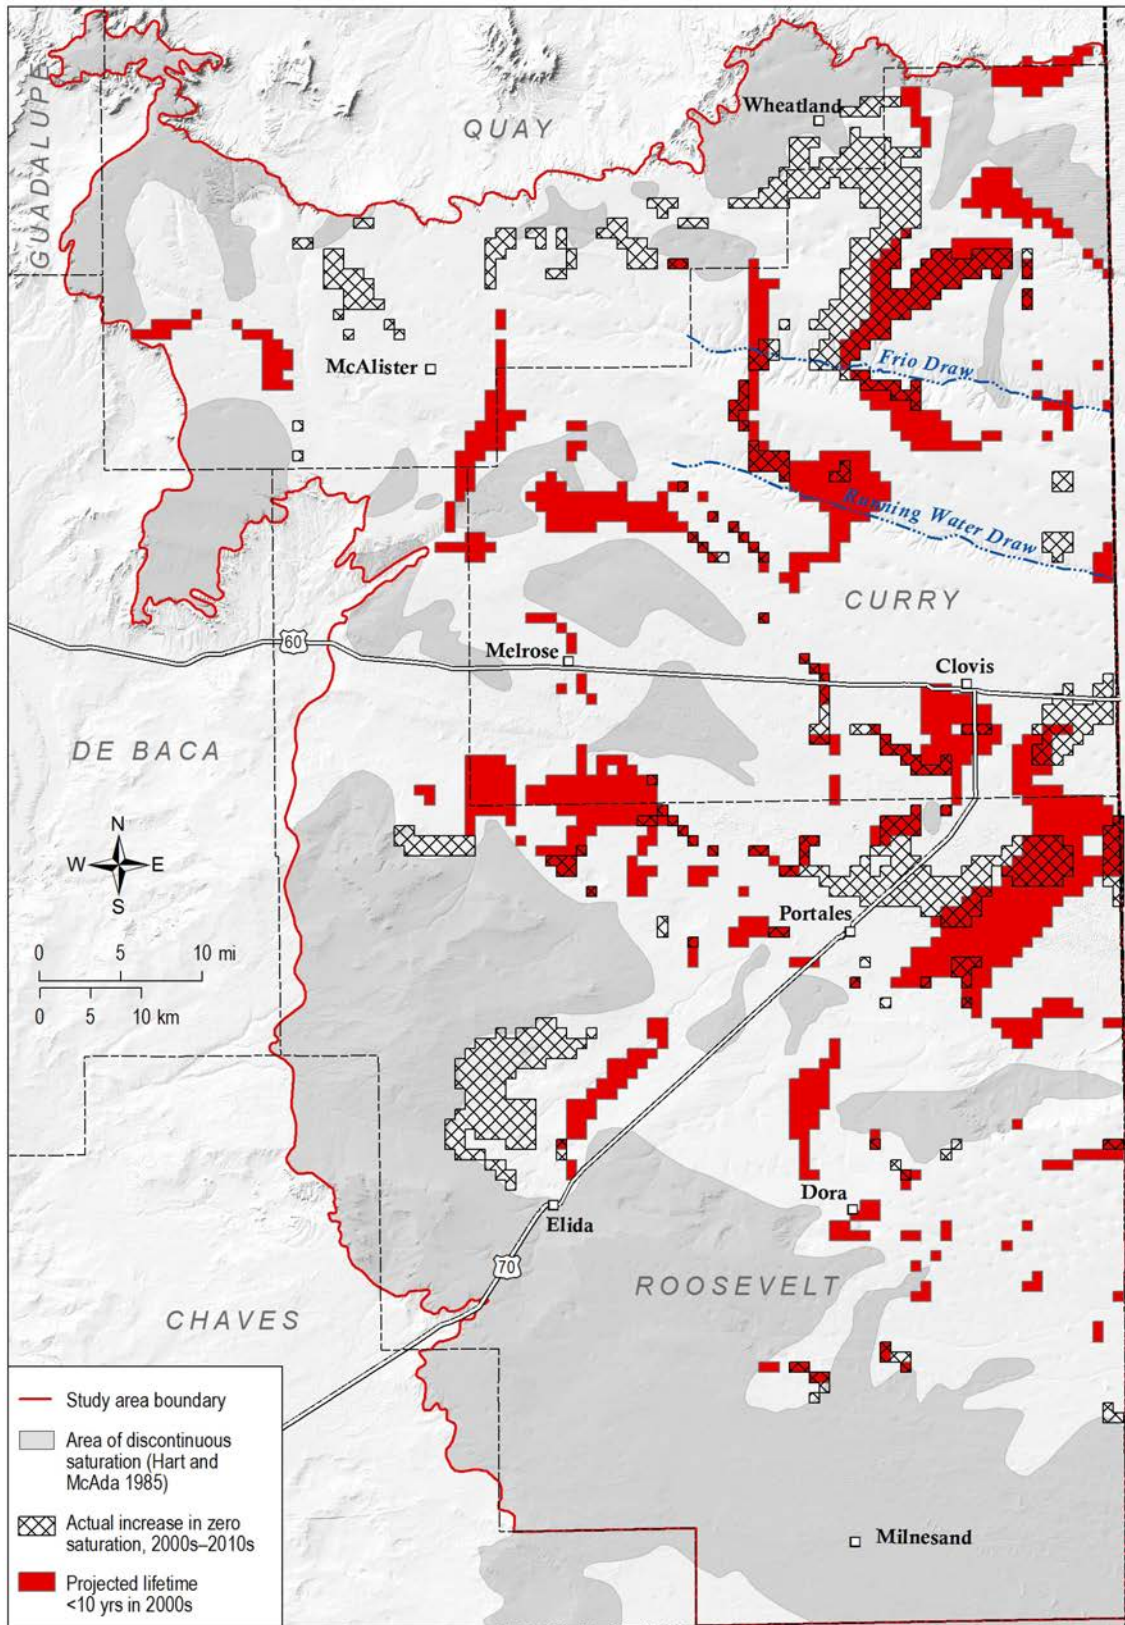 Wheatland
QUAY
GUADALUPE
Frio Draw
McAlister
Running Water Draw
CURRY
60
Melrose
Clovis
DE BACA
N
W E
S
Portales
0 5 10 mi
0 5 10 km
Dora
Elida
70
ROOSEVELT
CHAVES
Study area boundary
Area of discontinuous
saturation (Hart and
McAda 1985)
Actual increase in zero
saturation, 2000s–2010s
Projected lifetime
<10 yrs in 2000s
Milnesand